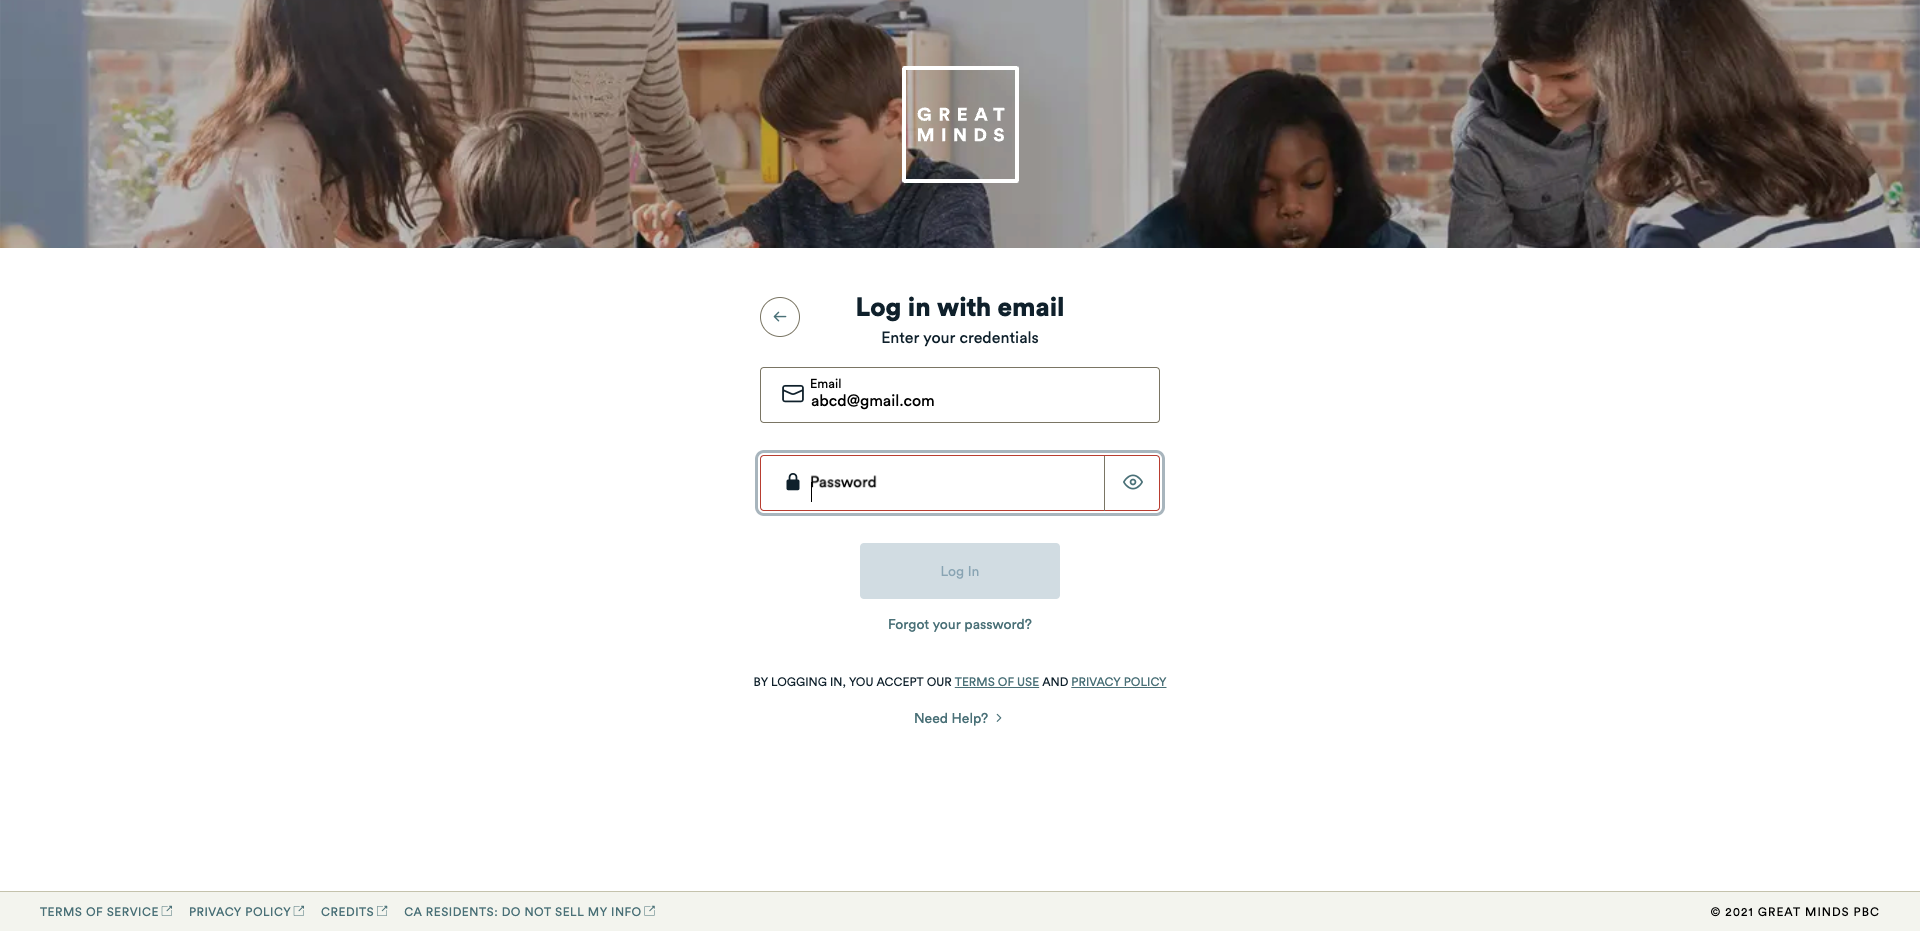 GREAT
MINDS
Log in with email
Enter your credentials
Email
abcd@gmail.com
Password
Log In
Forgot your password?
BY LOGGING IN, YOU ACCEPT OUR TERMS OF USE AND PRIVACY POLICY
Need Help?
TERMS OF SERVICE PRIVACY POLICY CREDITS CA RESIDENTS: DO NOT SELL MY INFO © 2021 GREAT MINDS PBC